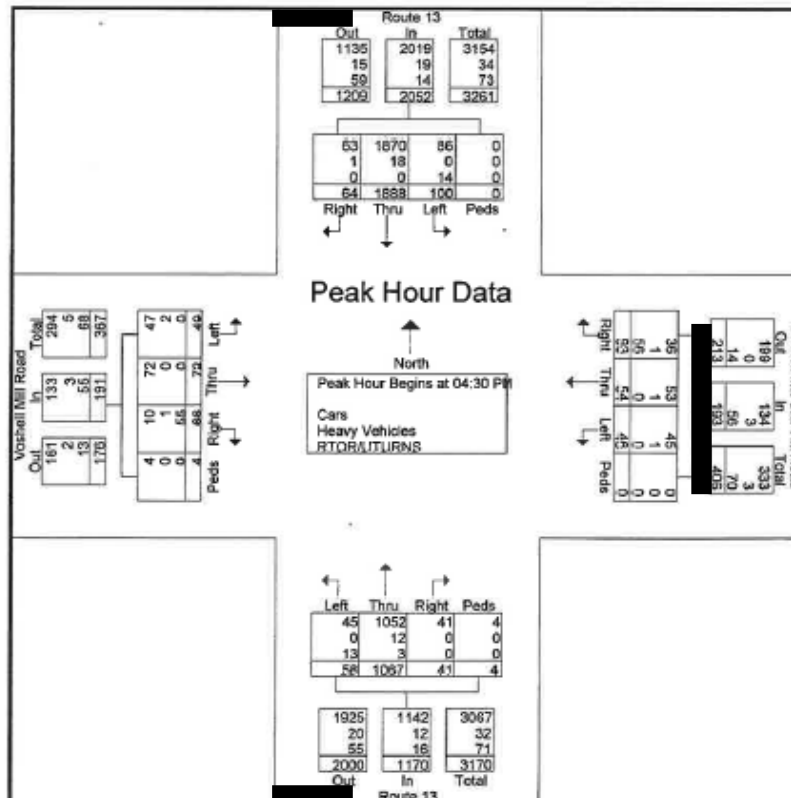 Route 13
Out In Total
1135 2019 3154
15 19 34
59 14 73
1209 2052 3261
63 1870 86 0
1 18 0 0
0 0 14 0
64 1888 100 0
Right Thru Left Peds
Peak Hour Data
North
Peak Hour Begins at 04:30 PM
Cars
Heavy Vehicles
RTOR/UTURNS
Voshell Mill Road
Total In Out
294 133 161
5 3 2
68 55 13
367 191 176
Left Thru Right Peds
47 72 10 4
2 0 1 0
0 0 55 0
49 72 66 4
Right Thru Left Peds
36 53 45 0
1 1 1 0
56 0 0 0
93 54 46 0
Out In Total
199 134 333
0 3 3
14 56 70
213 193 406
Left Thru Right Peds
45 1052 41 4
0 12 0 0
13 3 0 0
58 1067 41 4
1925 1142 3067
20 12 32
55 16 71
2000 1170 3170
Out In Total
Route 13